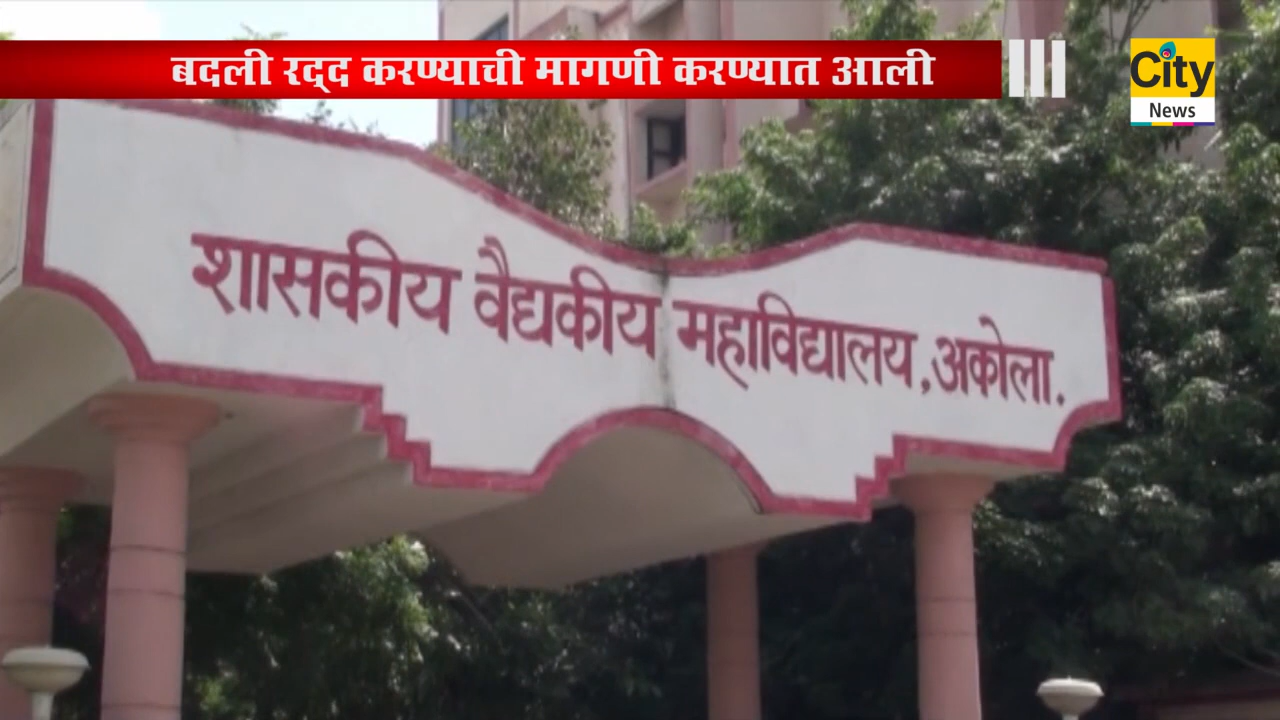 बदली रद्द करण्याची मागणी करण्यात आली
City
News
शासकीय वैद्यकीय महाविद्यालय, अकोला.